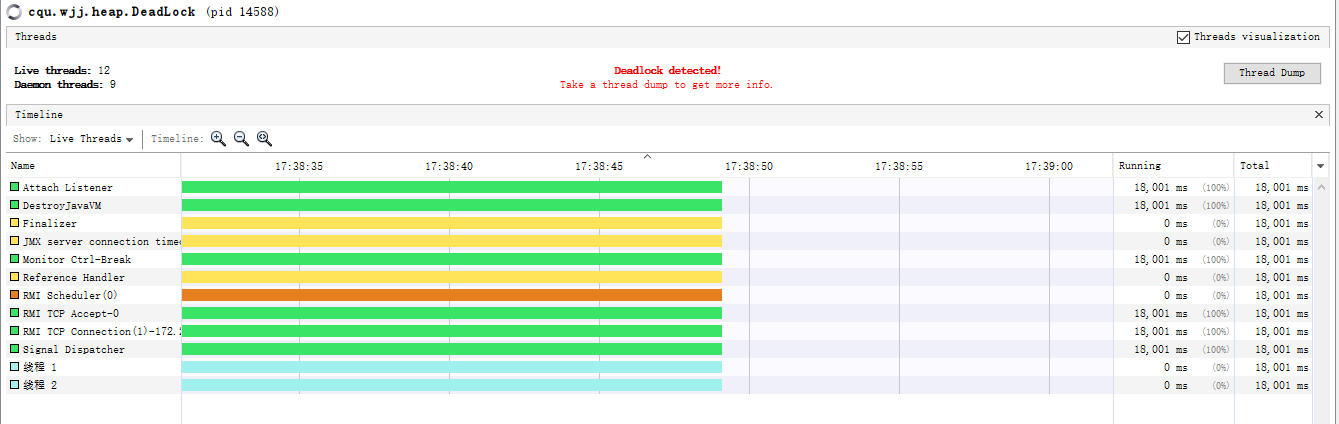 cqu.wjj.heap.DeadLock (pid 14588)
Threads Threads visualization
Live threads: 12 Deadlock detected!
Daemon threads: 9 Take a thread dump to get more info. Thread Dump
Timeline
Show: Live Threads Timeline:
Name 17:38:35 17:38:40 17:38:45 17:38:50 17:38:55 17:39:00 Running Total
Attach Listener 18,001 ms (100%) 18,001 ms
DestroyJavaVM 18,001 ms (100%) 18,001 ms
Finalizer 0 ms (0%) 18,001 ms
JMX server connection timeo 0 ms (0%) 18,001 ms
Monitor Ctrl-Break 18,001 ms (100%) 18,001 ms
Reference Handler 0 ms (0%) 18,001 ms
RMI Scheduler(0) 0 ms (0%) 18,001 ms
RMI TCP Accept-0 18,001 ms (100%) 18,001 ms
RMI TCP Connection(1)-172.2 18,001 ms (100%) 18,001 ms
Signal Dispatcher 18,001 ms (100%) 18,001 ms
线程 1 0 ms (0%) 18,001 ms
线程 2 0 ms (0%) 18,001 ms